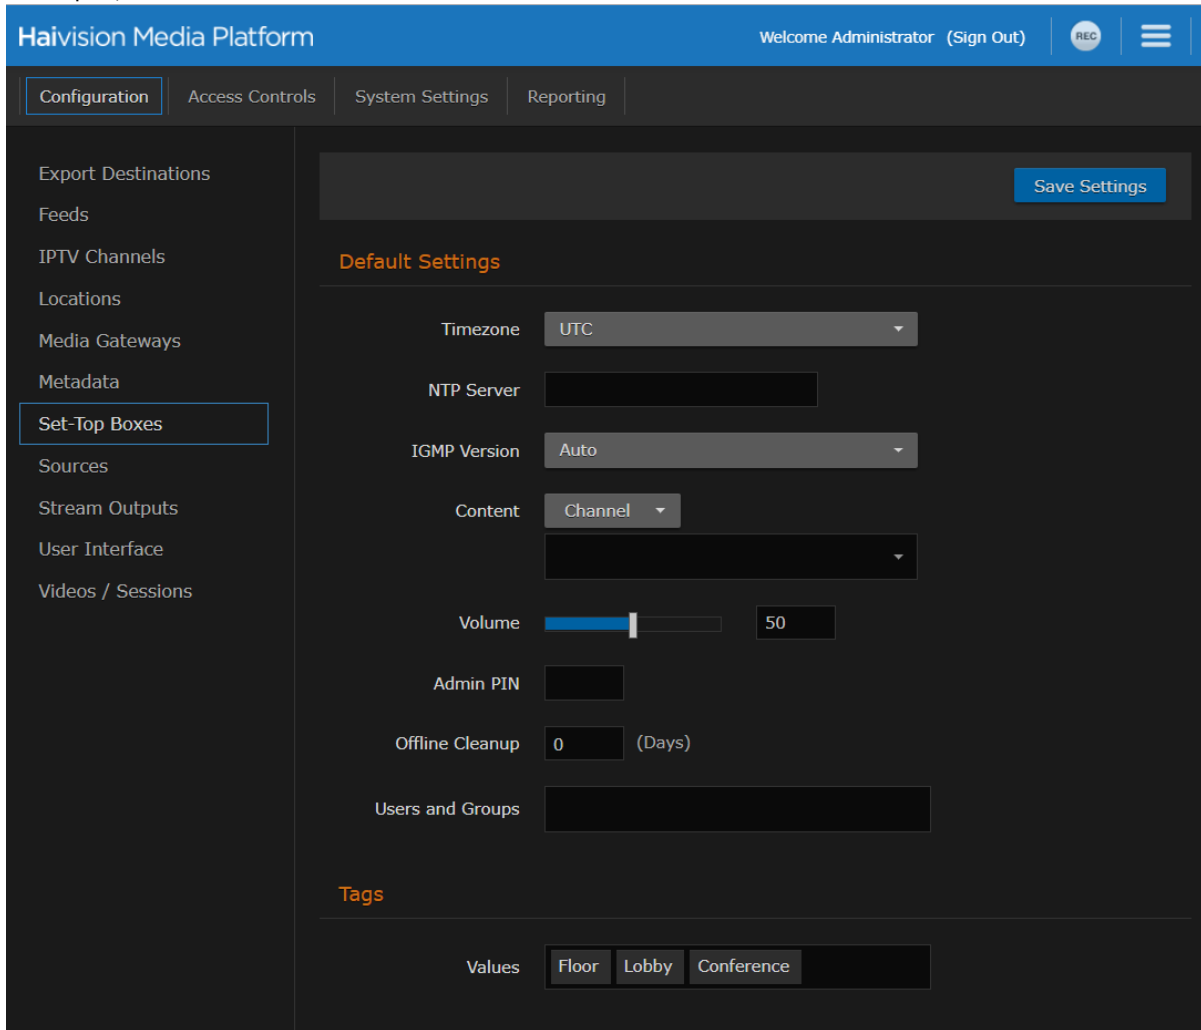 Haivision Media Platform Welcome Administrator (Sign Out) REC
Configuration Access Controls System Settings Reporting
Export Destinations
Feeds
IPTV Channels
Locations
Media Gateways
Metadata
Set-Top Boxes
Sources
Stream Outputs
User Interface
Videos / Sessions
Save Settings
Default Settings
Timezone UTC
NTP Server
IGMP Version Auto
Content Channel
Volume 50
Admin PIN
Offline Cleanup 0 (Days)
Users and Groups
Tags
Values Floor Lobby Conference